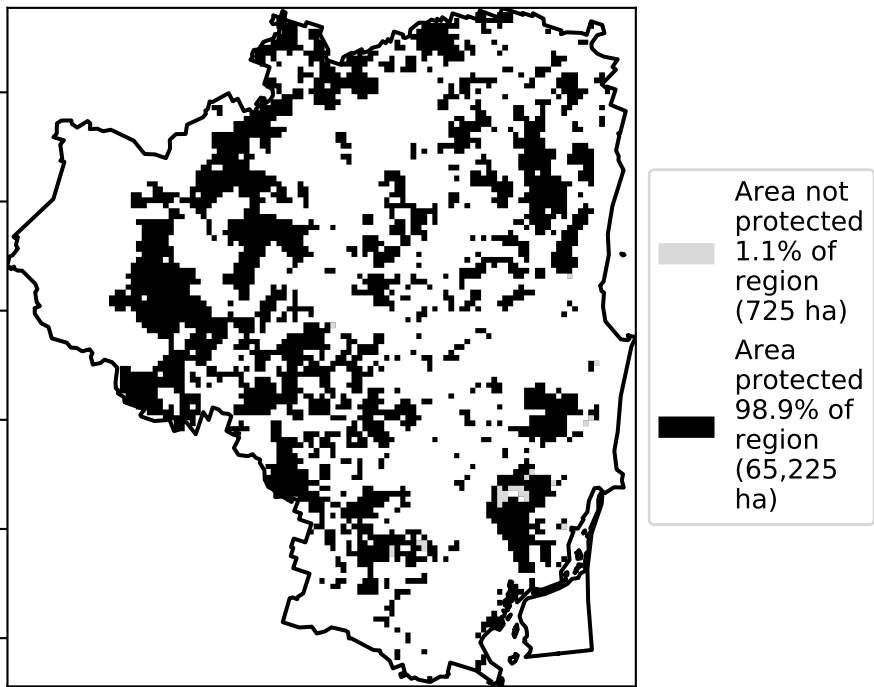 Area not
protected
1.1% of
region
(725 ha)
Area
protected
98.9% of
region
(65,225
ha)